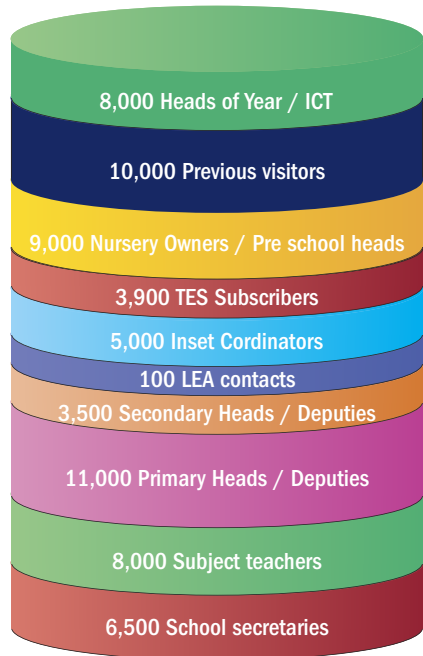 8,000 Heads of Year / ICT
10,000 Previous visitors
9,000 Nursery Owners / Pre school heads
3,900 TES Subscribers
5,000 Inset Cordinators
100 LEA contacts
3,500 Secondary Heads / Deputies
11,000 Primary Heads / Deputies
8,000 Subject teachers
6,500 School secretaries